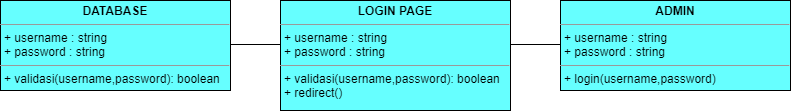 DATABASE
+ username : string
+ password : string
+ validasi(username,password): boolean
LOGIN PAGE
+ username : string
+ password : string
+ validasi(username,password): boolean
+ redirect()
ADMIN
+ username : string
+ password : string
+ login(username,password)